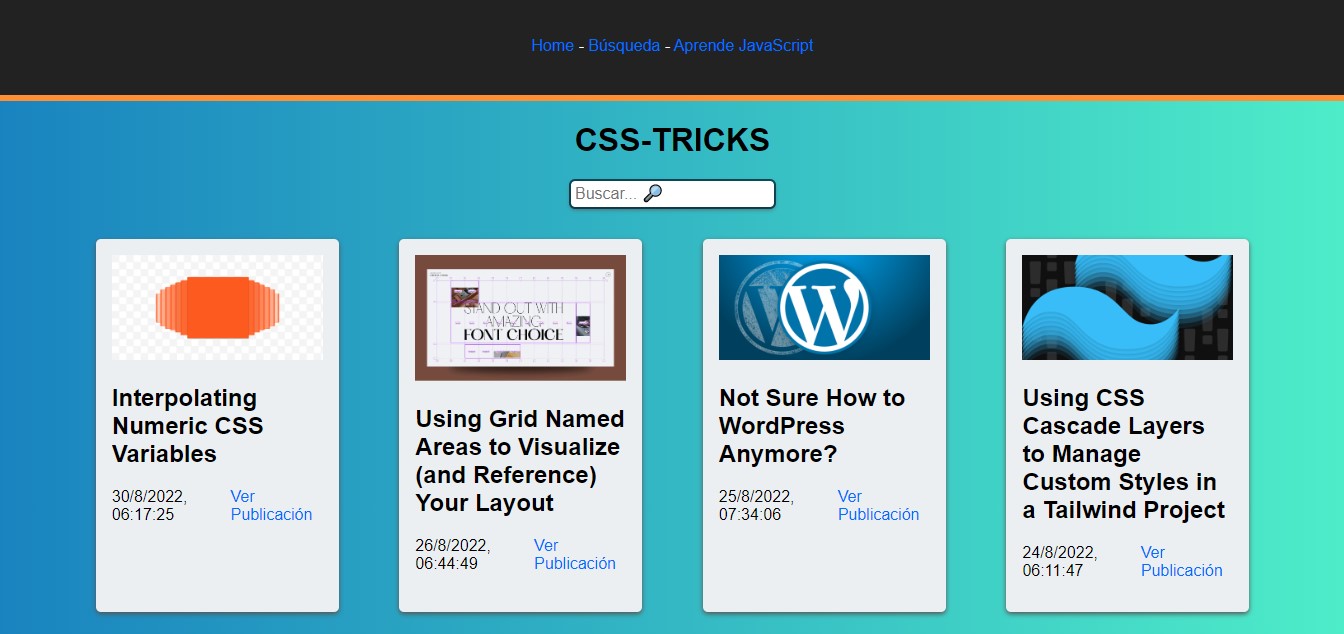 Home - Búsqueda - Aprende JavaScript
CSS-TRICKS
Buscar... 🔎
Interpolating
Numeric CSS
Variables
30/8/2022,
06:17:25
Ver
Publicación
STAND OUT WITH
AMAZING
FONT CHOICE
Using Grid Named
Areas to Visualize
(and Reference)
Your Layout
26/8/2022,
06:44:49
Ver
Publicación
Not Sure How to
WordPress
Anymore?
25/8/2022,
07:34:06
Ver
Publicación
Using CSS
Cascade Layers
to Manage
Custom Styles in
a Tailwind Project
24/8/2022,
06:11:47
Ver
Publicación